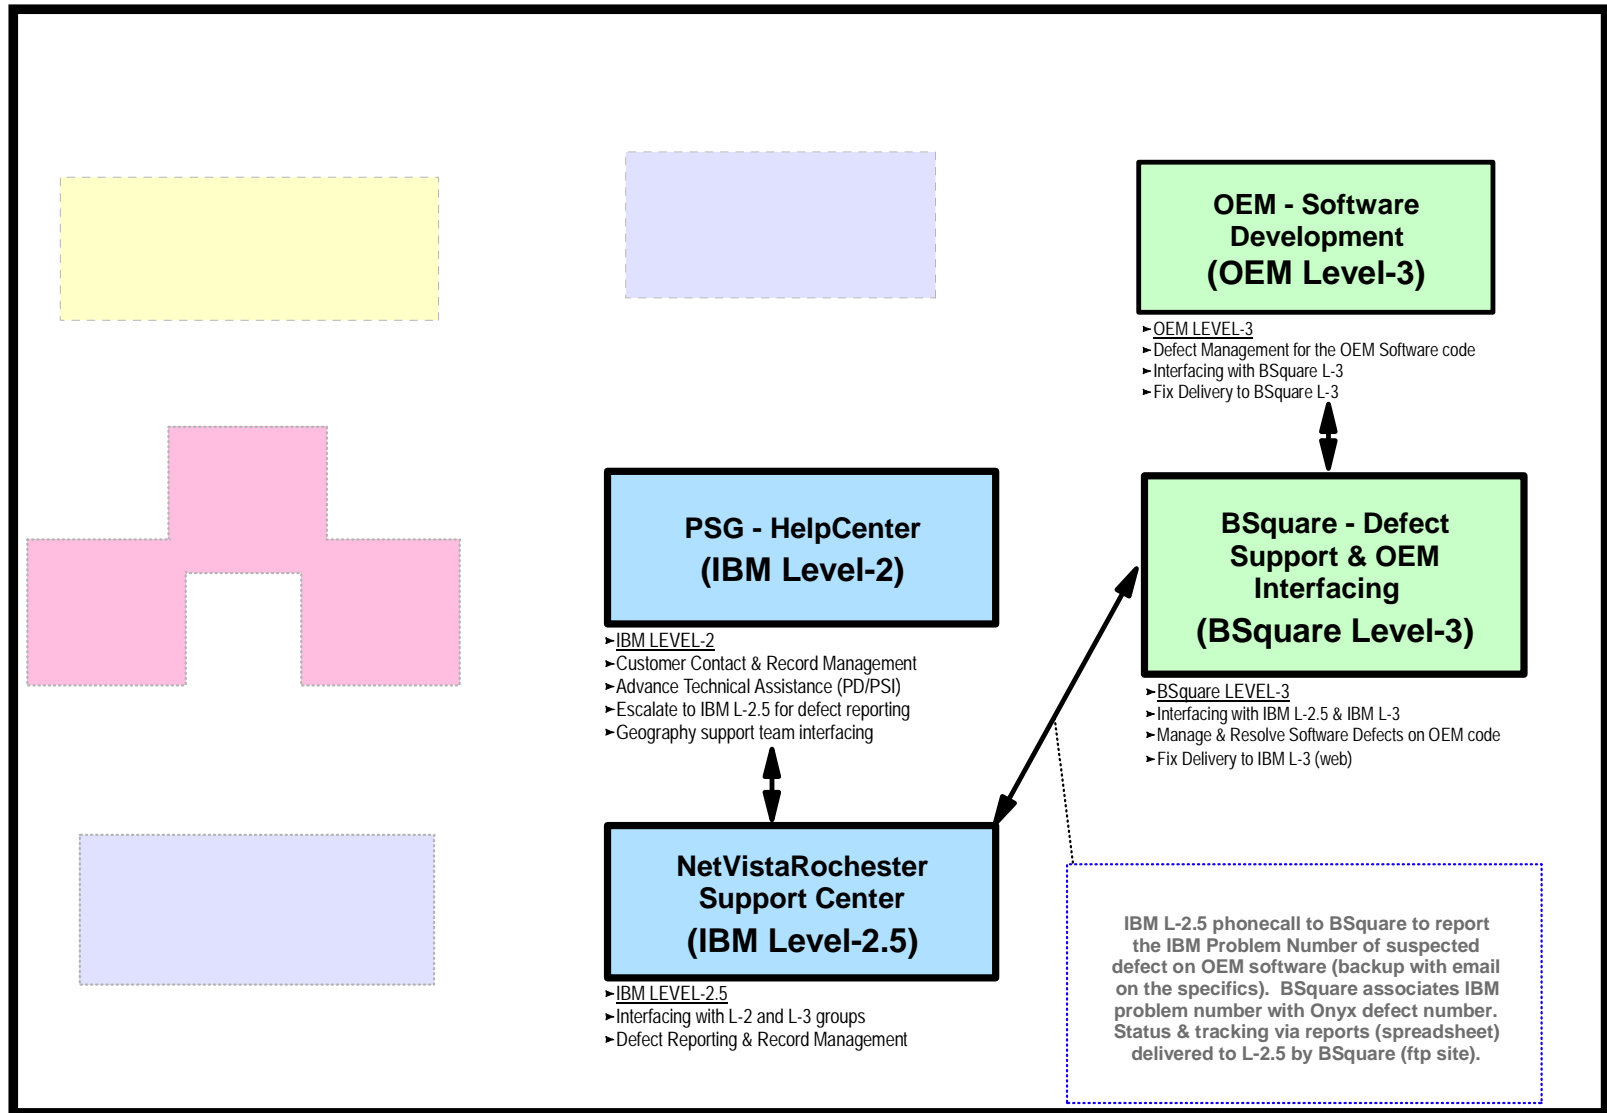 OEM - Software
Development
(OEM Level-3)
➤OEM LEVEL-3
➤Defect Management for the OEM Software code
➤Interfacing with BSquare L-3
➤Fix Delivery to BSquare L-3
PSG - HelpCenter
(IBM Level-2)
➤IBM LEVEL-2
➤Customer Contact & Record Management
➤Advance Technical Assistance (PD/PSI)
➤Escalate to IBM L-2.5 for defect reporting
➤Geography support team interfacing
BSquare - Defect
Support & OEM
Interfacing
(BSquare Level-3)
➤BSquare LEVEL-3
➤Interfacing with IBM L-2.5 & IBM L-3
➤Manage & Resolve Software Defects on OEM code
➤Fix Delivery to IBM L-3 (web)
NetVistaRochester
Support Center
(IBM Level-2.5)
➤IBM LEVEL-2.5
➤Interfacing with L-2 and L-3 groups
➤Defect Reporting & Record Management
IBM L-2.5 phonecall to BSquare to report
the IBM Problem Number of suspected
defect on OEM software (backup with email
on the specifics).  BSquare associates IBM
problem number with Onyx defect number.
Status & tracking via reports (spreadsheet)
delivered to L-2.5 by BSquare (ftp site).